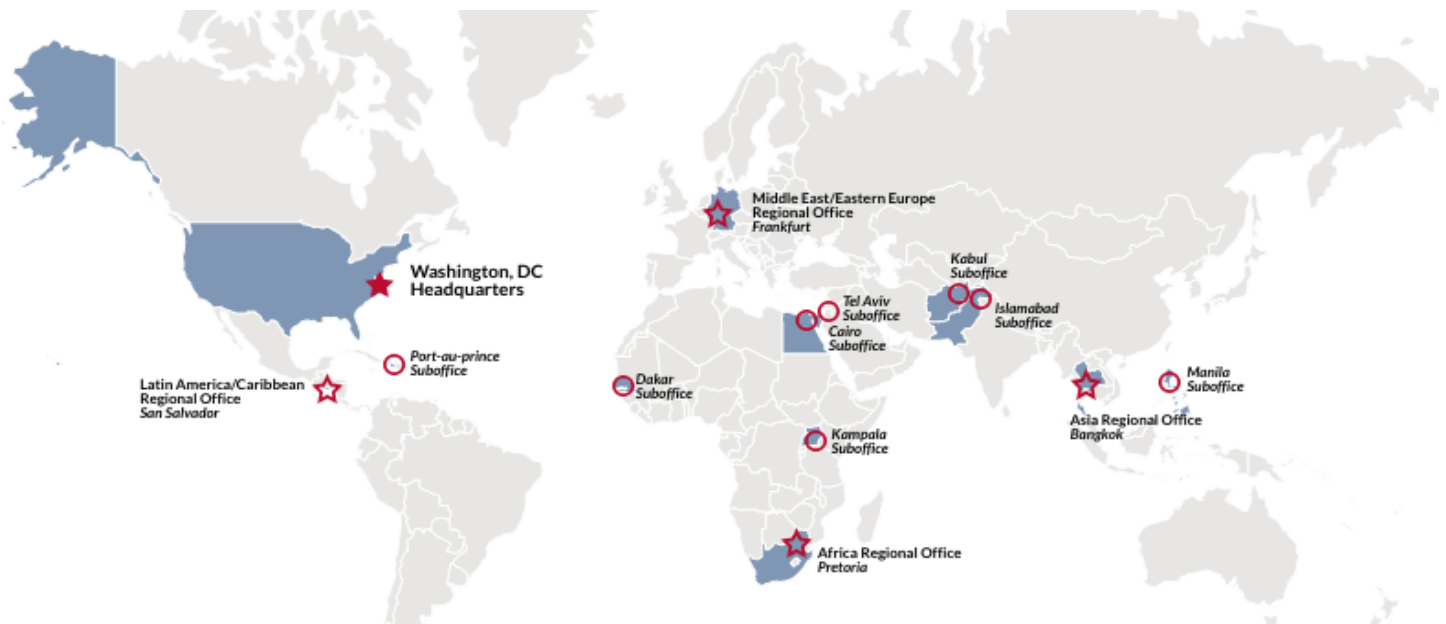 Middle East/Eastern Europe
Regional Office
Frankfurt
Washington, DC
Headquarters
Kabul
Suboffice
Tel Aviv
Suboffice
Islamabad
Suboffice
Cairo
Suboffice
Port-au-prince
Suboffice
Latin America/Caribbean
Regional Office
San Salvador
Dakar
Suboffice
Manila
Suboffice
Asia Regional Office
Bangkok
Kampala
Suboffice
Africa Regional Office
Pretoria